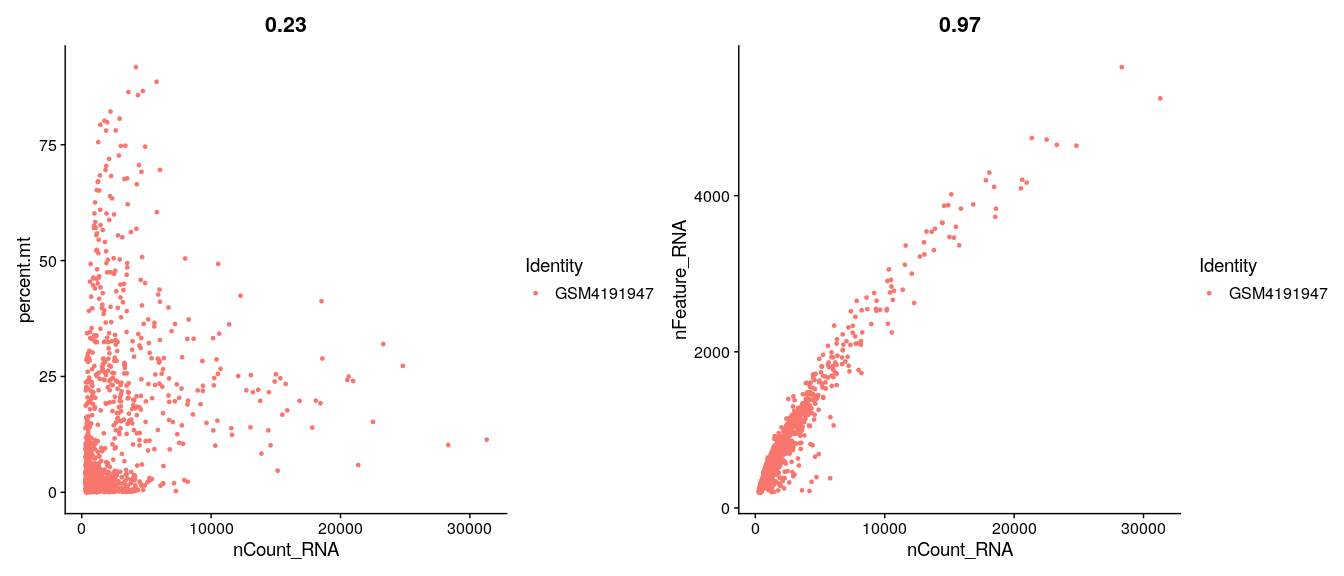 0.23
percent.mt
75
50
25
0
0
10000
20000
30000
nCount_RNA
Identity
GSM4191947
0.97
nFeature_RNA
4000
2000
0
0
10000
20000
30000
nCount_RNA
Identity
GSM4191947